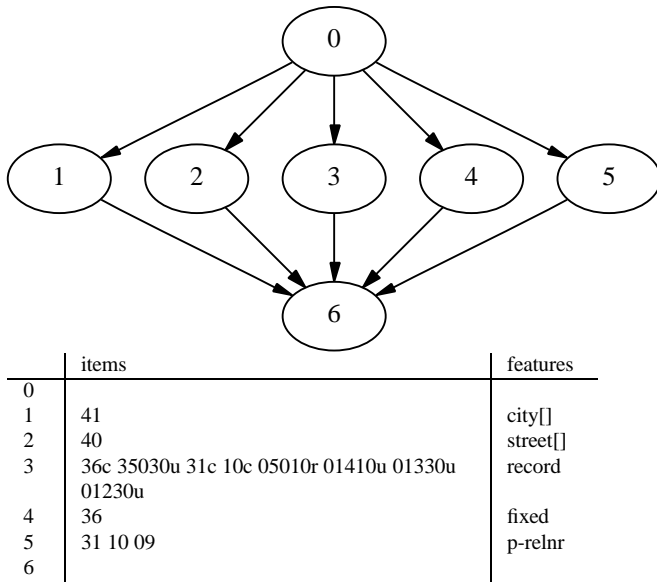 0
1 2 3 4 5
6
items features
0
1 41 city[]
2 40 street[]
3 36c 35030u 31c 10c 05010r 01410u 01330u record
01230u
4 36 fixed
5 31 10 09 p-relnr
6